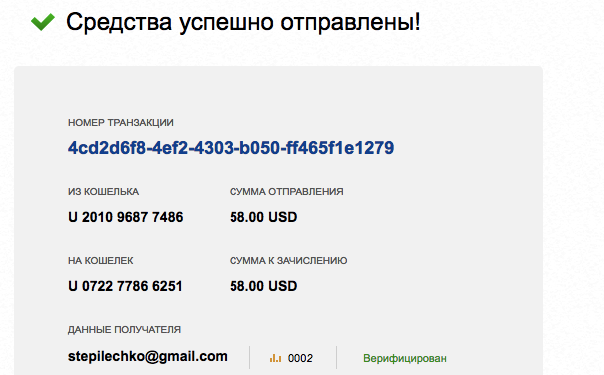 Средства успешно отправлены!
НОМЕР ТРАНЗАКЦИИ
4cd2d6f8-4ef2-4303-b050-ff465f1e1279
ИЗ КОШЕЛЬКА СУММА ОТПРАВЛЕНИЯ
U 2010 9687 7486 58.00 USD
НА КОШЕЛЕК СУММА К ЗАЧИСЛЕНИЮ
U 0722 7786 6251 58.00 USD
ДАННЫЕ ПОЛУЧАТЕЛЯ
stepilechko@gmail.com 0002 Верифицирован